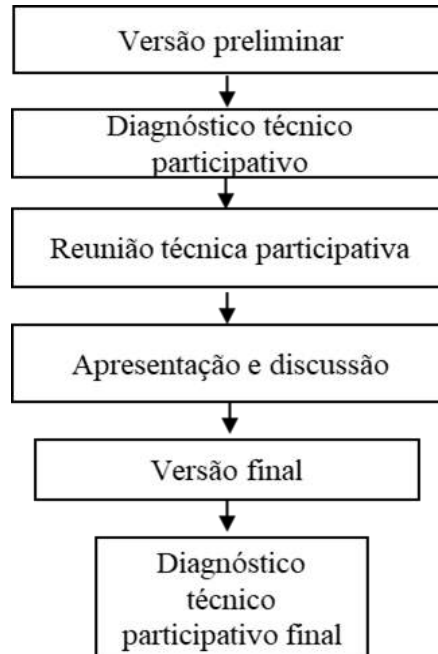 Versão preliminar
Diagnóstico técnico
participativo
Reunião técnica participativa
Apresentação e discussão
Versão final
Diagnóstico
técnico
participativo final